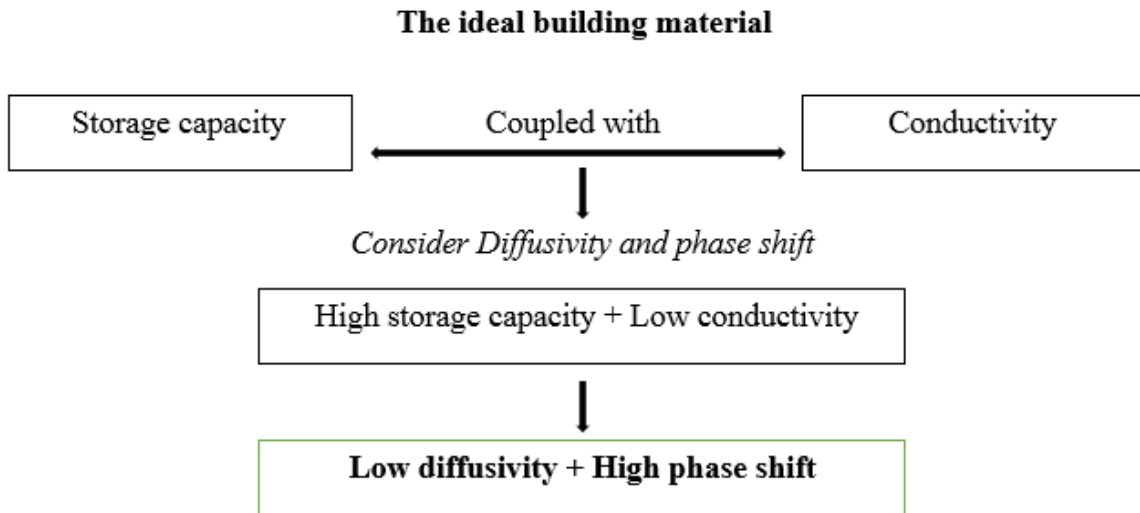 The ideal building material
Storage capacity
Coupled with
Conductivity
Consider Diffusivity and phase shift
High storage capacity + Low conductivity
Low diffusivity + High phase shift